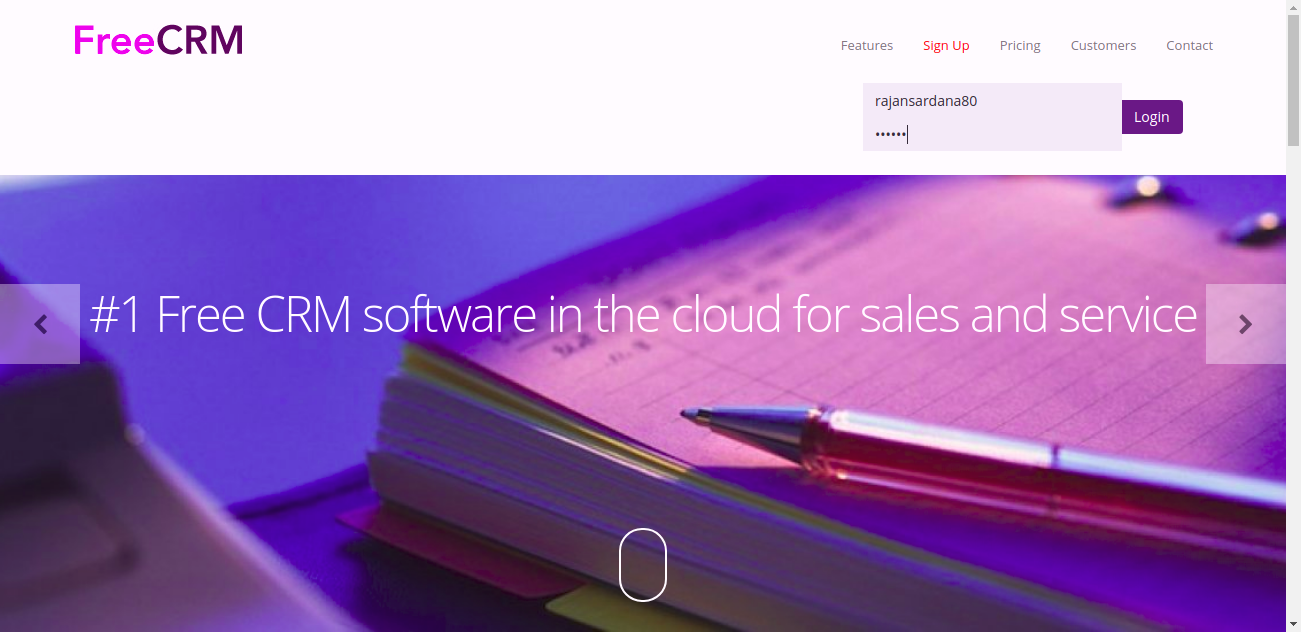 FreeCRM
Features Sign Up Pricing Customers Contact
rajansardana80
••••••
Login
#1 Free CRM software in the cloud for sales and service